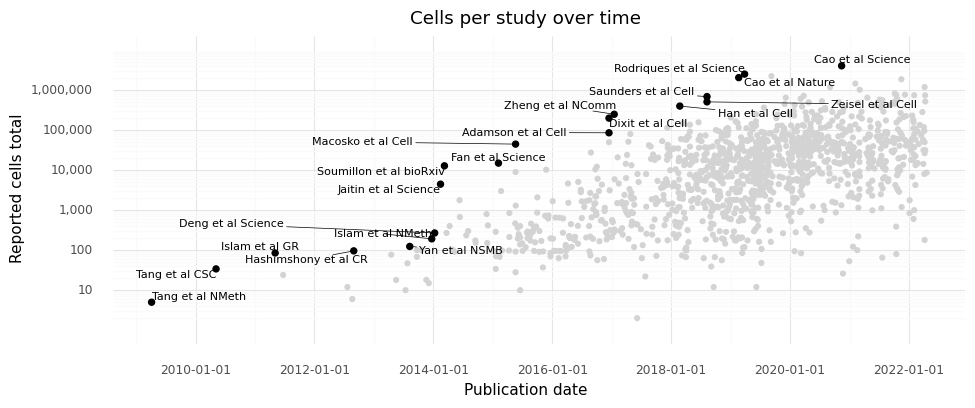 Cells per study over time
Reported cells total
1,000,000
100,000
10,000
1,000
100
10
Cao et al Science
Rodriques et al Science
Cao et al Nature
Saunders et al Cell
Zeisel et al Cell
Zheng et al NComm
Han et al Cell
Dixit et al Cell
Adamson et al Cell
Macosko et al Cell
Fan et al Science
Soumillon et al bioRxiv
Jaitin et al Science
Deng et al Science
Islam et al NMeth
Islam et al GR
Yan et al NSMB
Hashimshony et al CR
Tang et al CSC
Tang et al NMeth
2010-01-01
2012-01-01
2014-01-01
2016-01-01
2018-01-01
2020-01-01
2022-01-01
Publication date